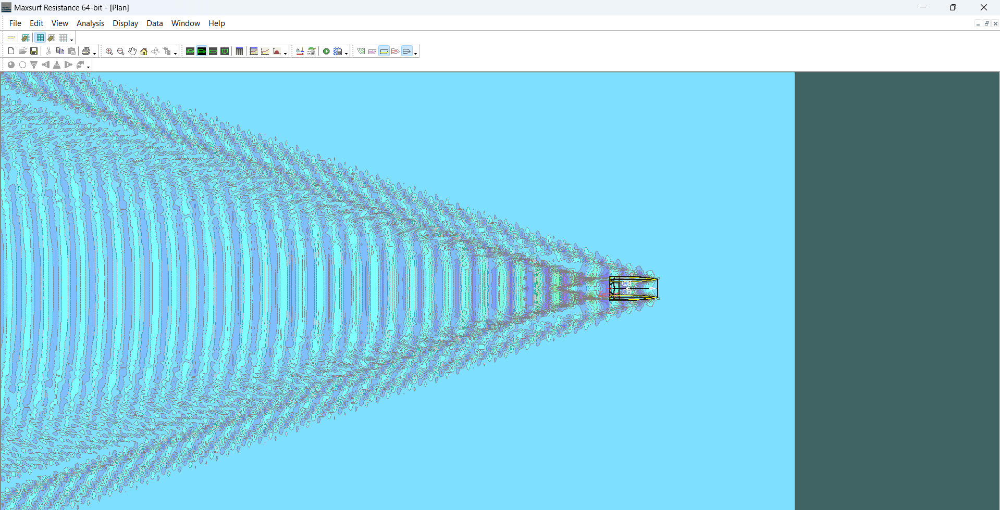 Maxsurf Resistance 64-bit - [Plan]
File Edit View Analysis Display Data Window Help